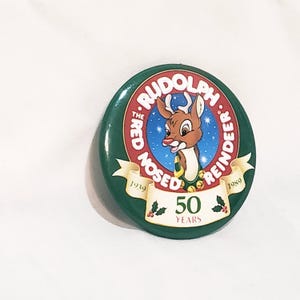 RUDOLPH
THE
RED NOSED
REINDEER
1939 1989
50
YEARS